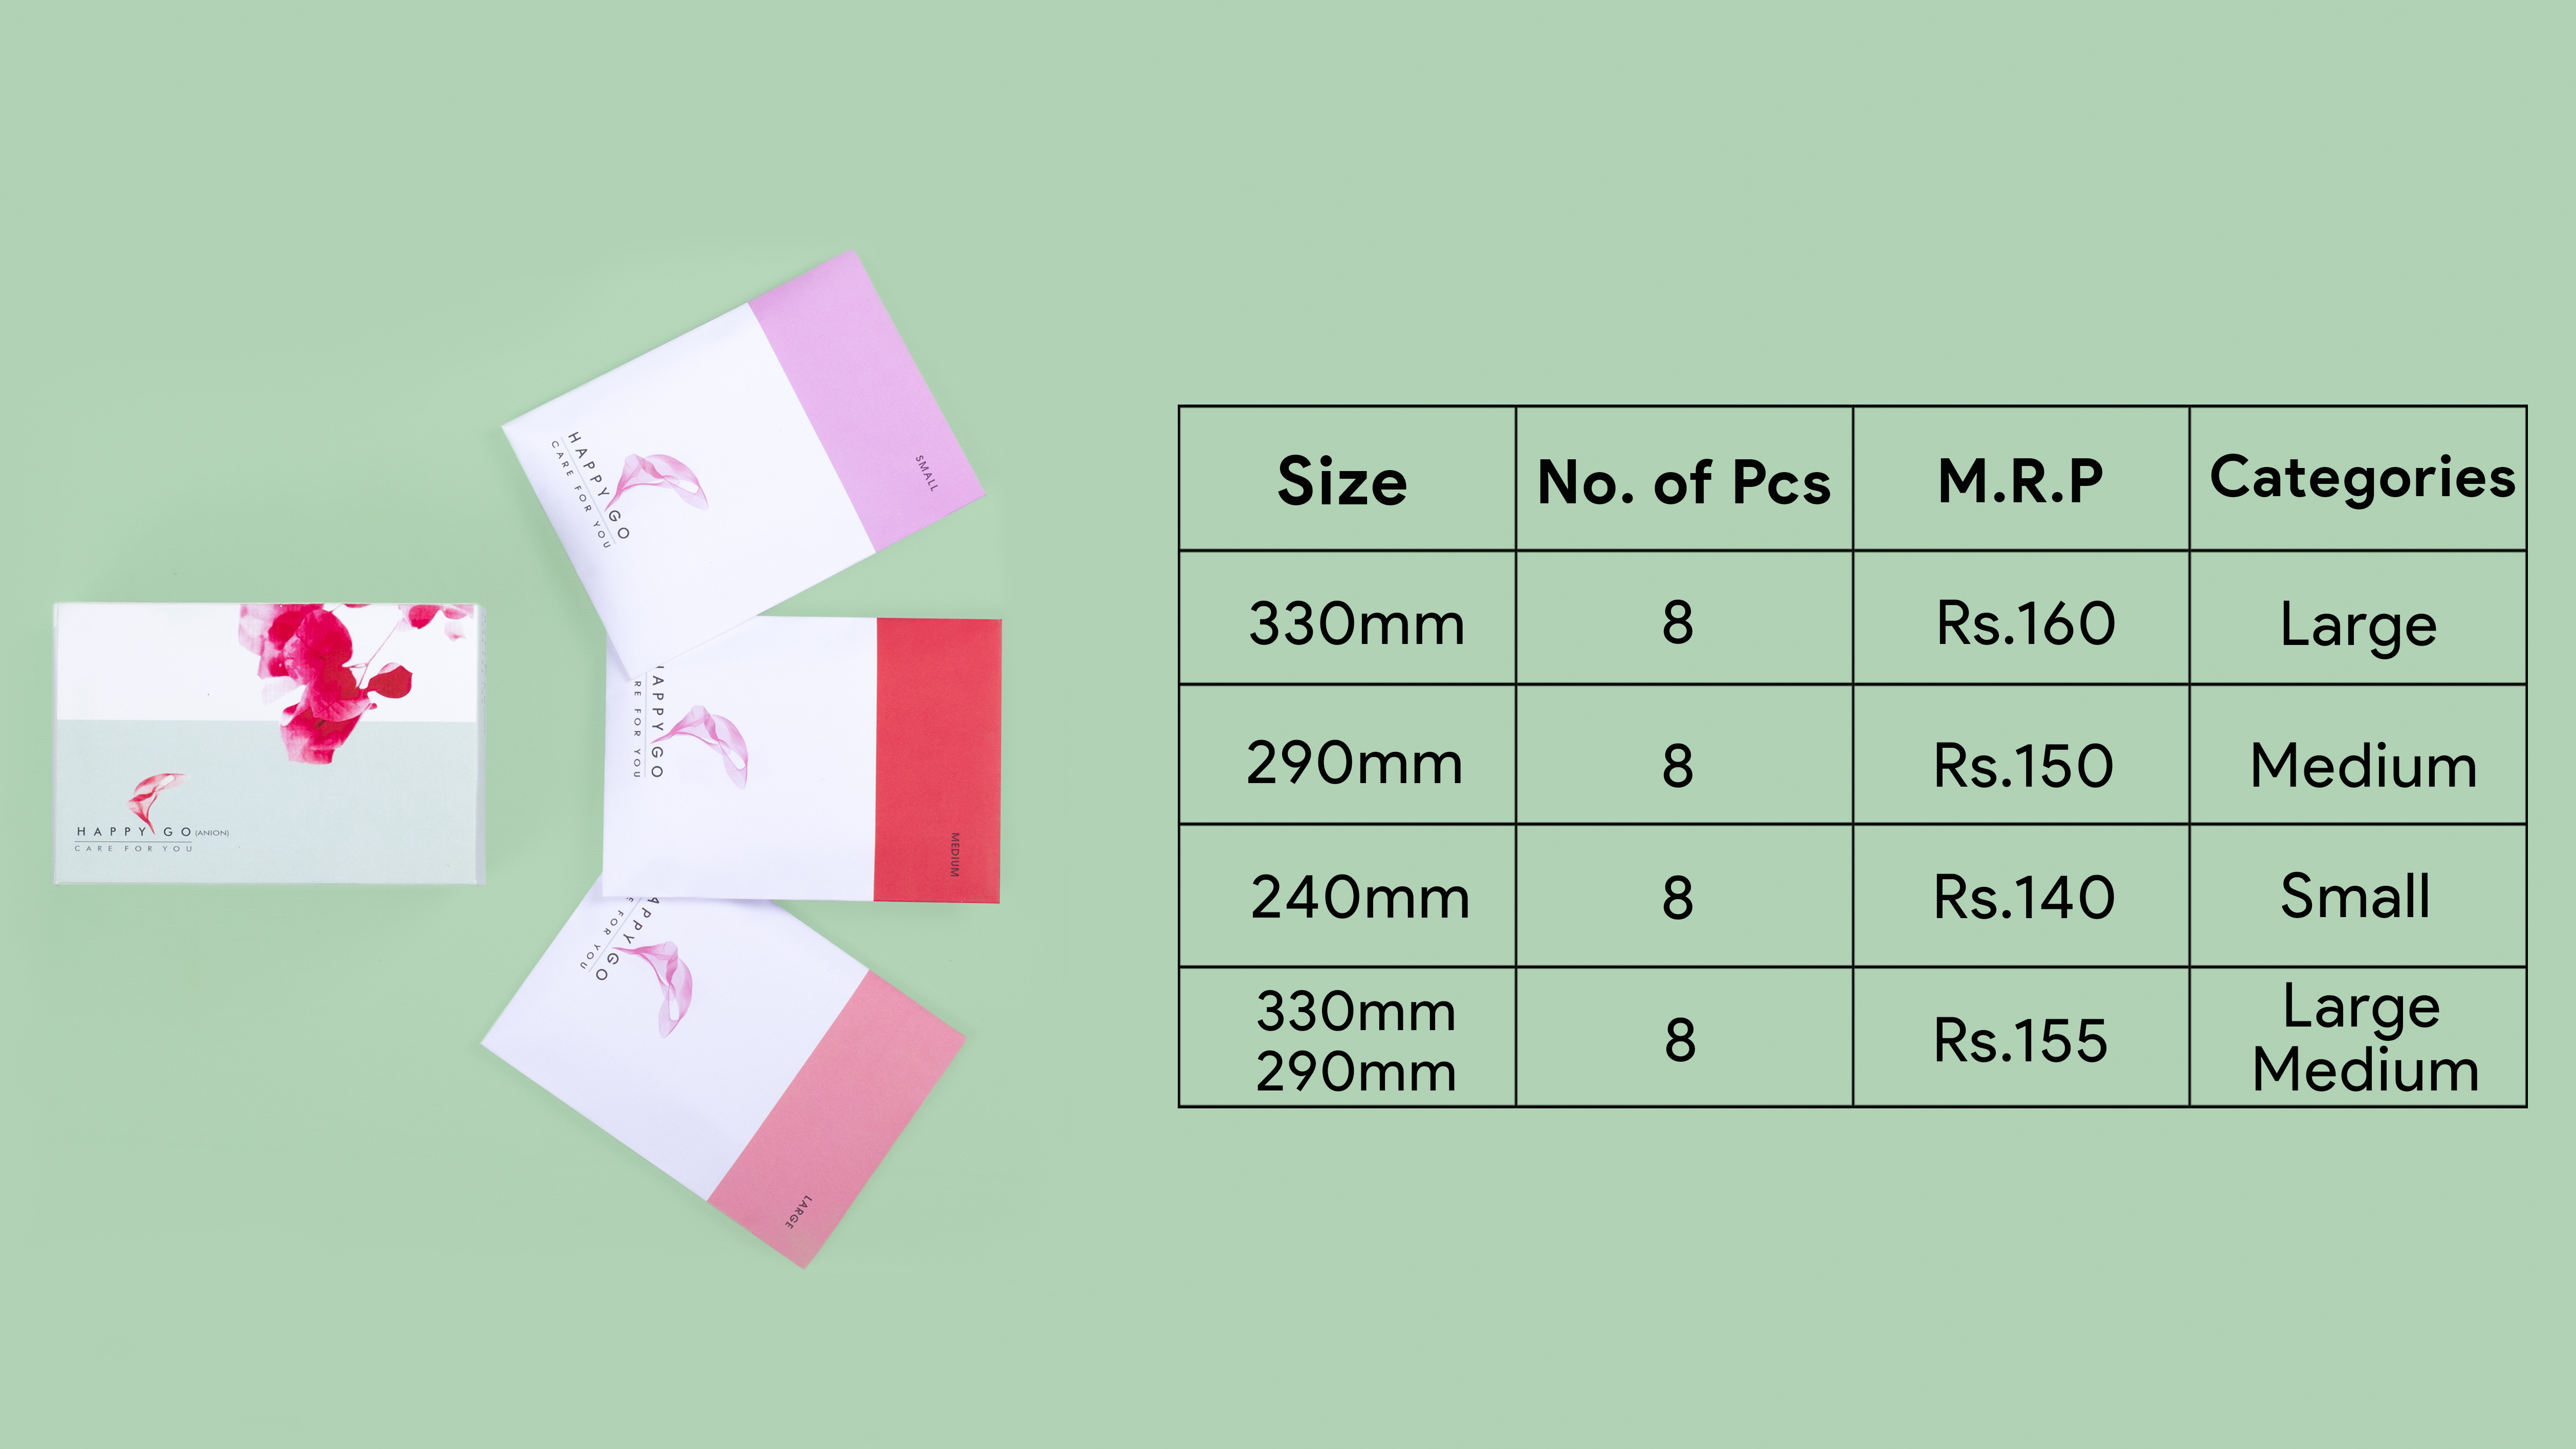 HAPPY GO
CARE FOR YOU
SMALL
HAPPY GO (ANION)
CARE FOR YOU
APPY GO
RE FOR YOU
MEDIUM
APPY GO
FOR YOU
LARGE
Size No. of Pcs M.R.P Categories
330mm 8 Rs.160 Large
290mm 8 Rs.150 Medium
240mm 8 Rs.140 Small
330mm
290mm 8 Rs.155 Large
Medium